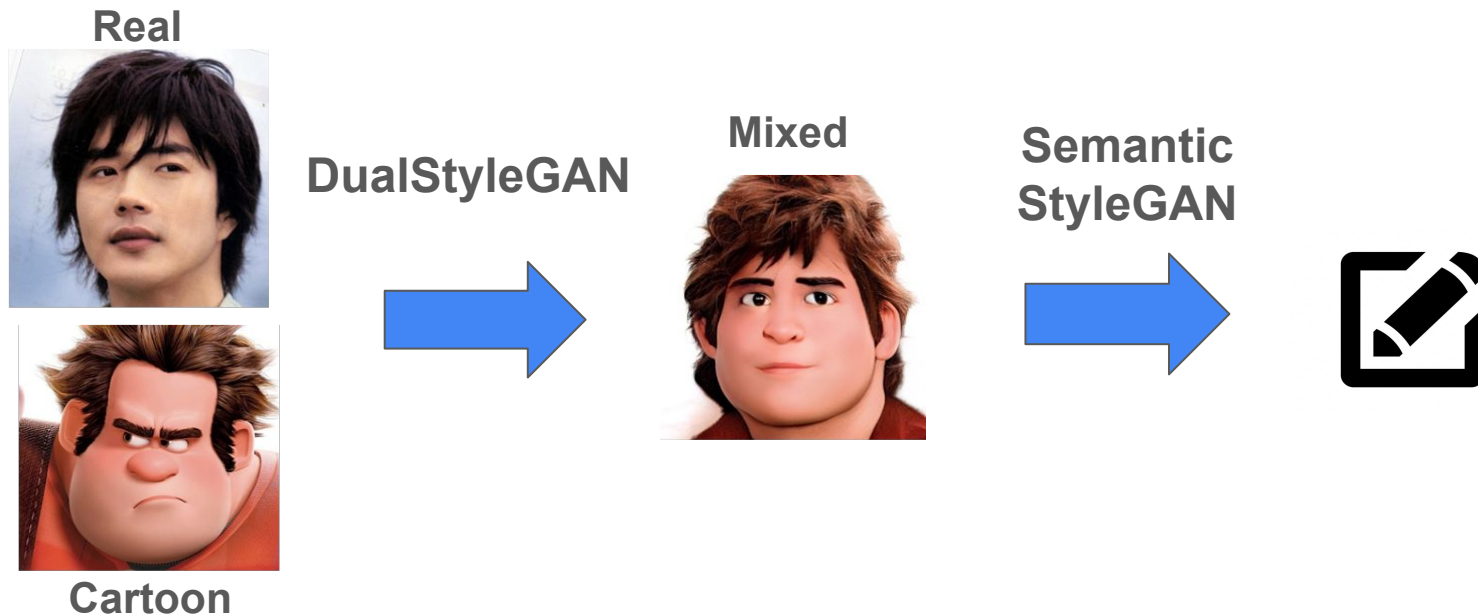 Real
DualStyleGAN
Mixed
Semantic
StyleGAN
Cartoon